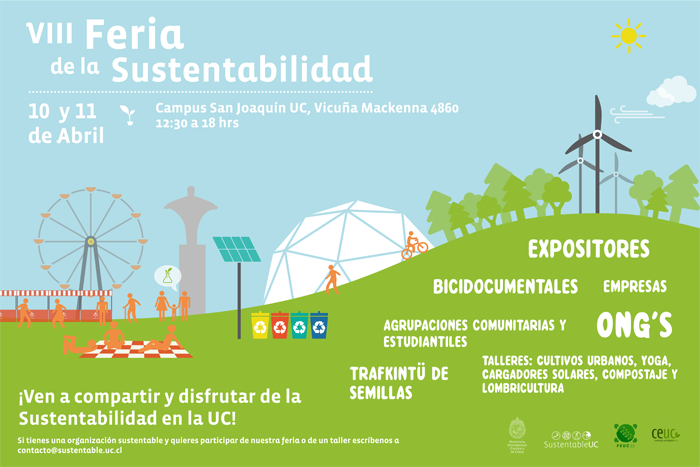 VIII Feria
de la Sustentabilidad
10 y 11
de Abril
Campus San Joaquín UC, Vicuña Mackenna 4860
12:30 a 18 hrs
EXPOSITORES
BICIDOCUMENTALES
EMPRESAS
AGRUPACIONES COMUNITARIAS Y
ESTUDIANTILES
ONG'S
TRAFKINTÜ DE
SEMILLAS
TALLERES: CULTIVOS URBANOS, YOGA,
CARGADORES SOLARES, COMPOSTAJE Y
LOMBRICULTURA
¡Ven a compartir y disfrutar de la
Sustentabilidad en la UC!
Si tienes una organización sustentable y quieres participar de nuestra feria o de un taller escríbenos a
contacto@sustentable.uc.cl
SustentableUC
FEUC
ceuc